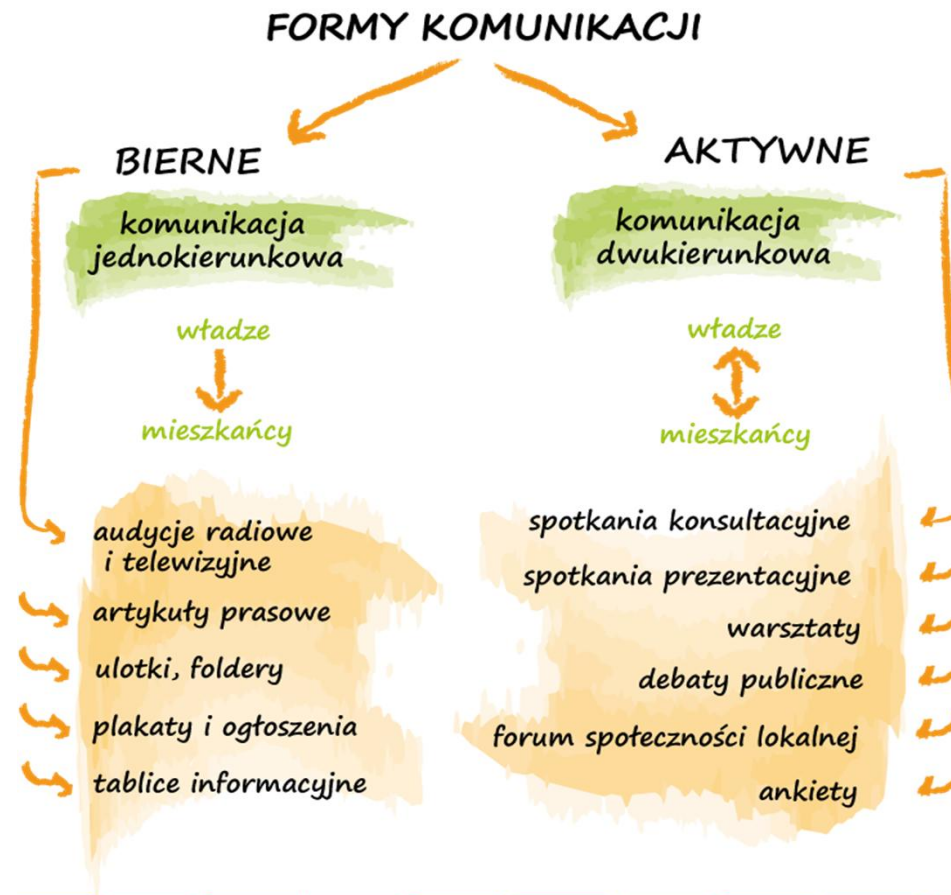 FORMY KOMUNIKACJI
BIERNE
komunikacja
jednokierunkowa
władze
mieszkańcy
audycje radiowe
i telewizyjne
artykuły prasowe
ulotki, foldery
plakaty i ogłoszenia
tablice informacyjne
AKTYWNE
komunikacja
dwukierunkowa
władze
mieszkańcy
spotkania konsultacyjne
spotkania prezentacyjne
warsztaty
debaty publiczne
forum społeczności lokalnej
ankiety